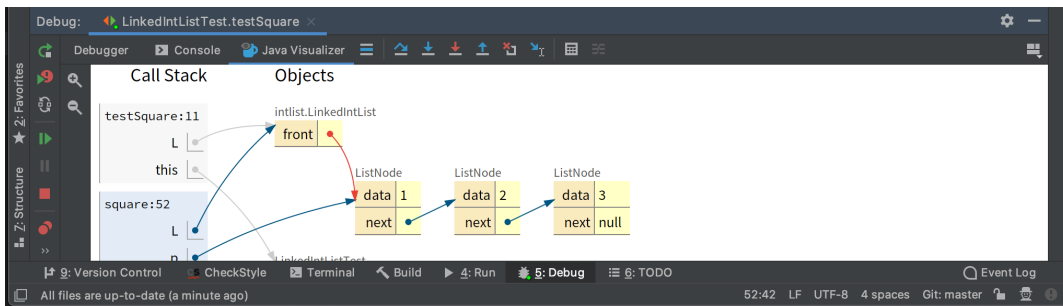 Debug: LinkedIntListTest.testSquare ×
Debugger Console Java Visualizer
2: Favorites
Z: Structure
Call Stack Objects
testSquare:11
L
this
square:52
L
p
intlist.LinkedIntList
front
ListNode ListNode ListNode
data 1 data 2 data 3
next next next null
LinkedIntListTest
9: Version Control CheckStyle Terminal Build 4: Run 5: Debug 6: TODO Event Log
All files are up-to-date (a minute ago) 52:42 LF UTF-8 4 spaces Git: master